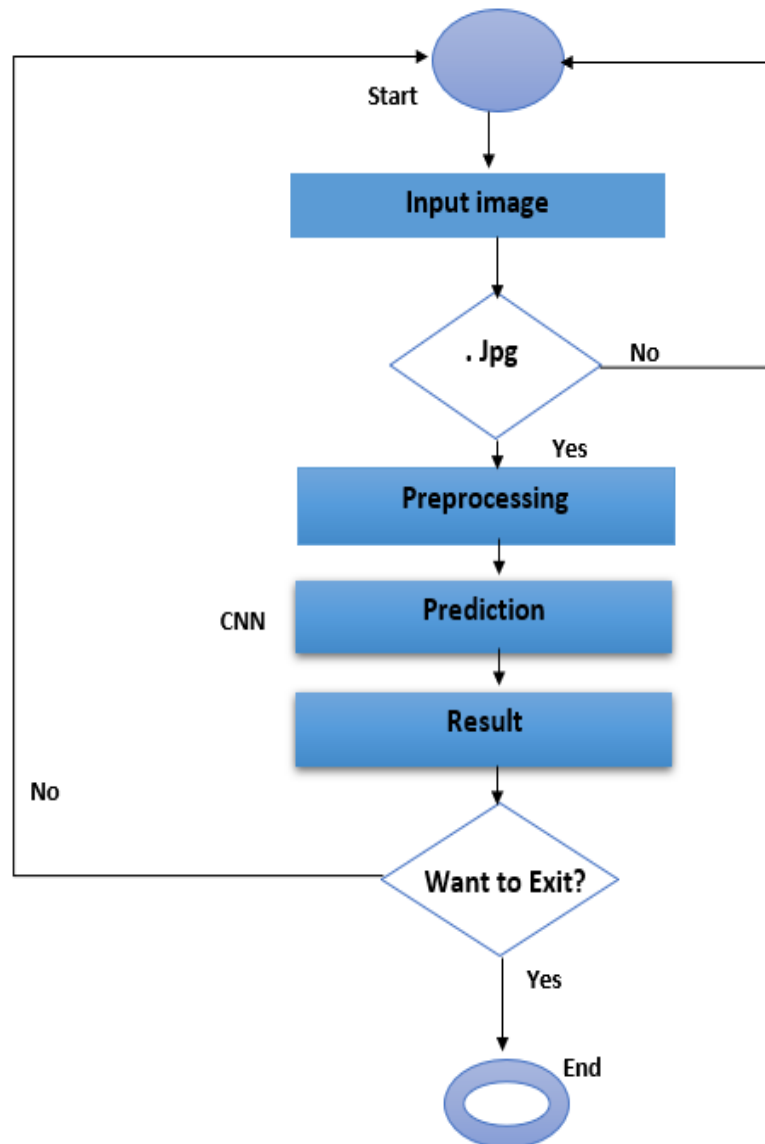 Start
Input image
. Jpg
No
Yes
Preprocessing
CNN
Prediction
Result
No
Want to Exit?
Yes
End